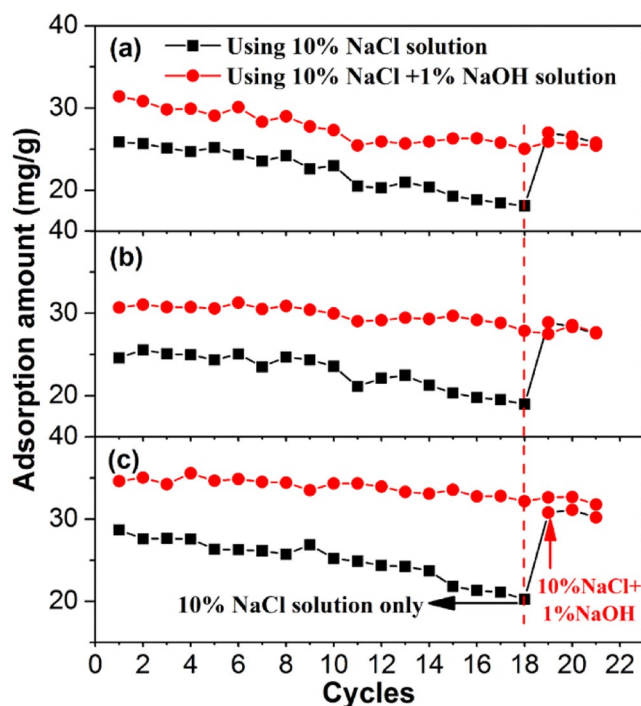 40
(a)
Using 10% NaCl solution
Using 10% NaCl +1% NaOH solution
30
20
40
(b)
30
20
40
(c)
30
20
10% NaCl solution only
10%NaCl+
1%NaOH
0 2 4 6 8 10 12 14 16 18 20 22
Cycles
Adsorption amount (mg/g)